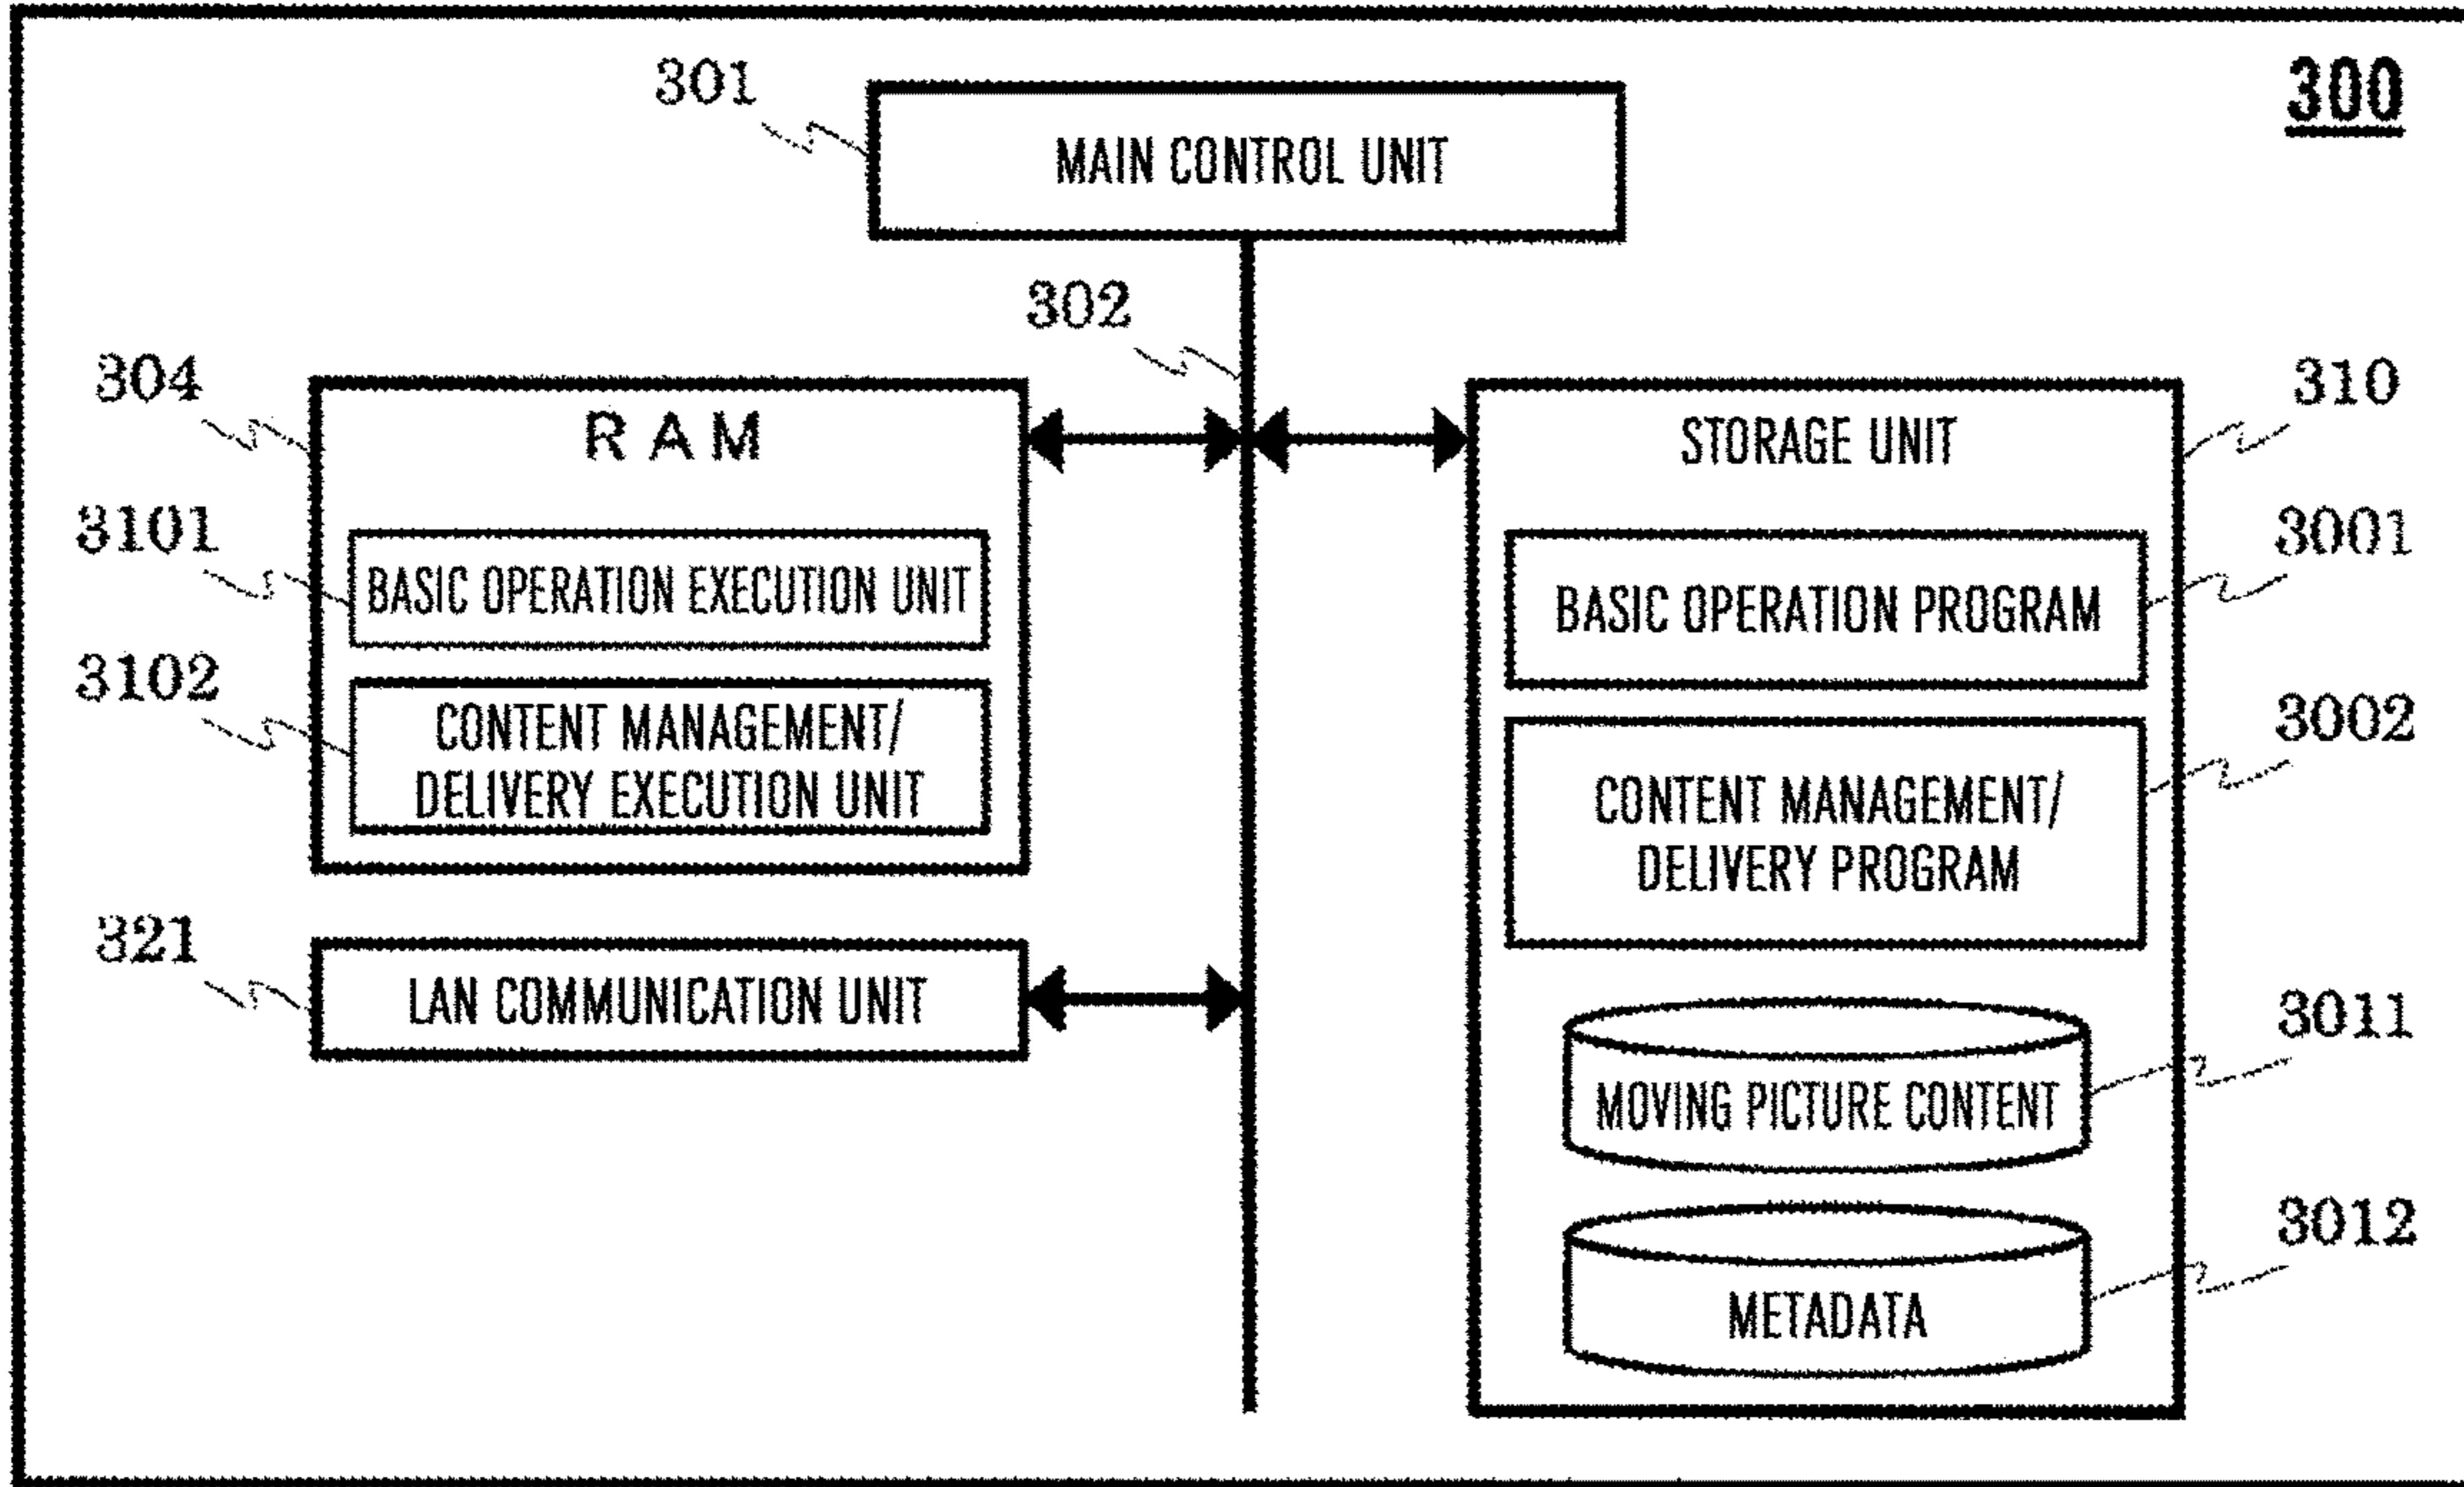 300
301
MAIN CONTROL UNIT
302
304
RAM
3101
BASIC OPERATION EXECUTION UNIT
3102
CONTENT MANAGEMENT/
DELIVERY EXECUTION UNIT
321
LAN COMMUNICATION UNIT
310
STORAGE UNIT
3001
BASIC OPERATION PROGRAM
3002
CONTENT MANAGEMENT/
DELIVERY PROGRAM
3011
MOVING PICTURE CONTENT
3012
METADATA